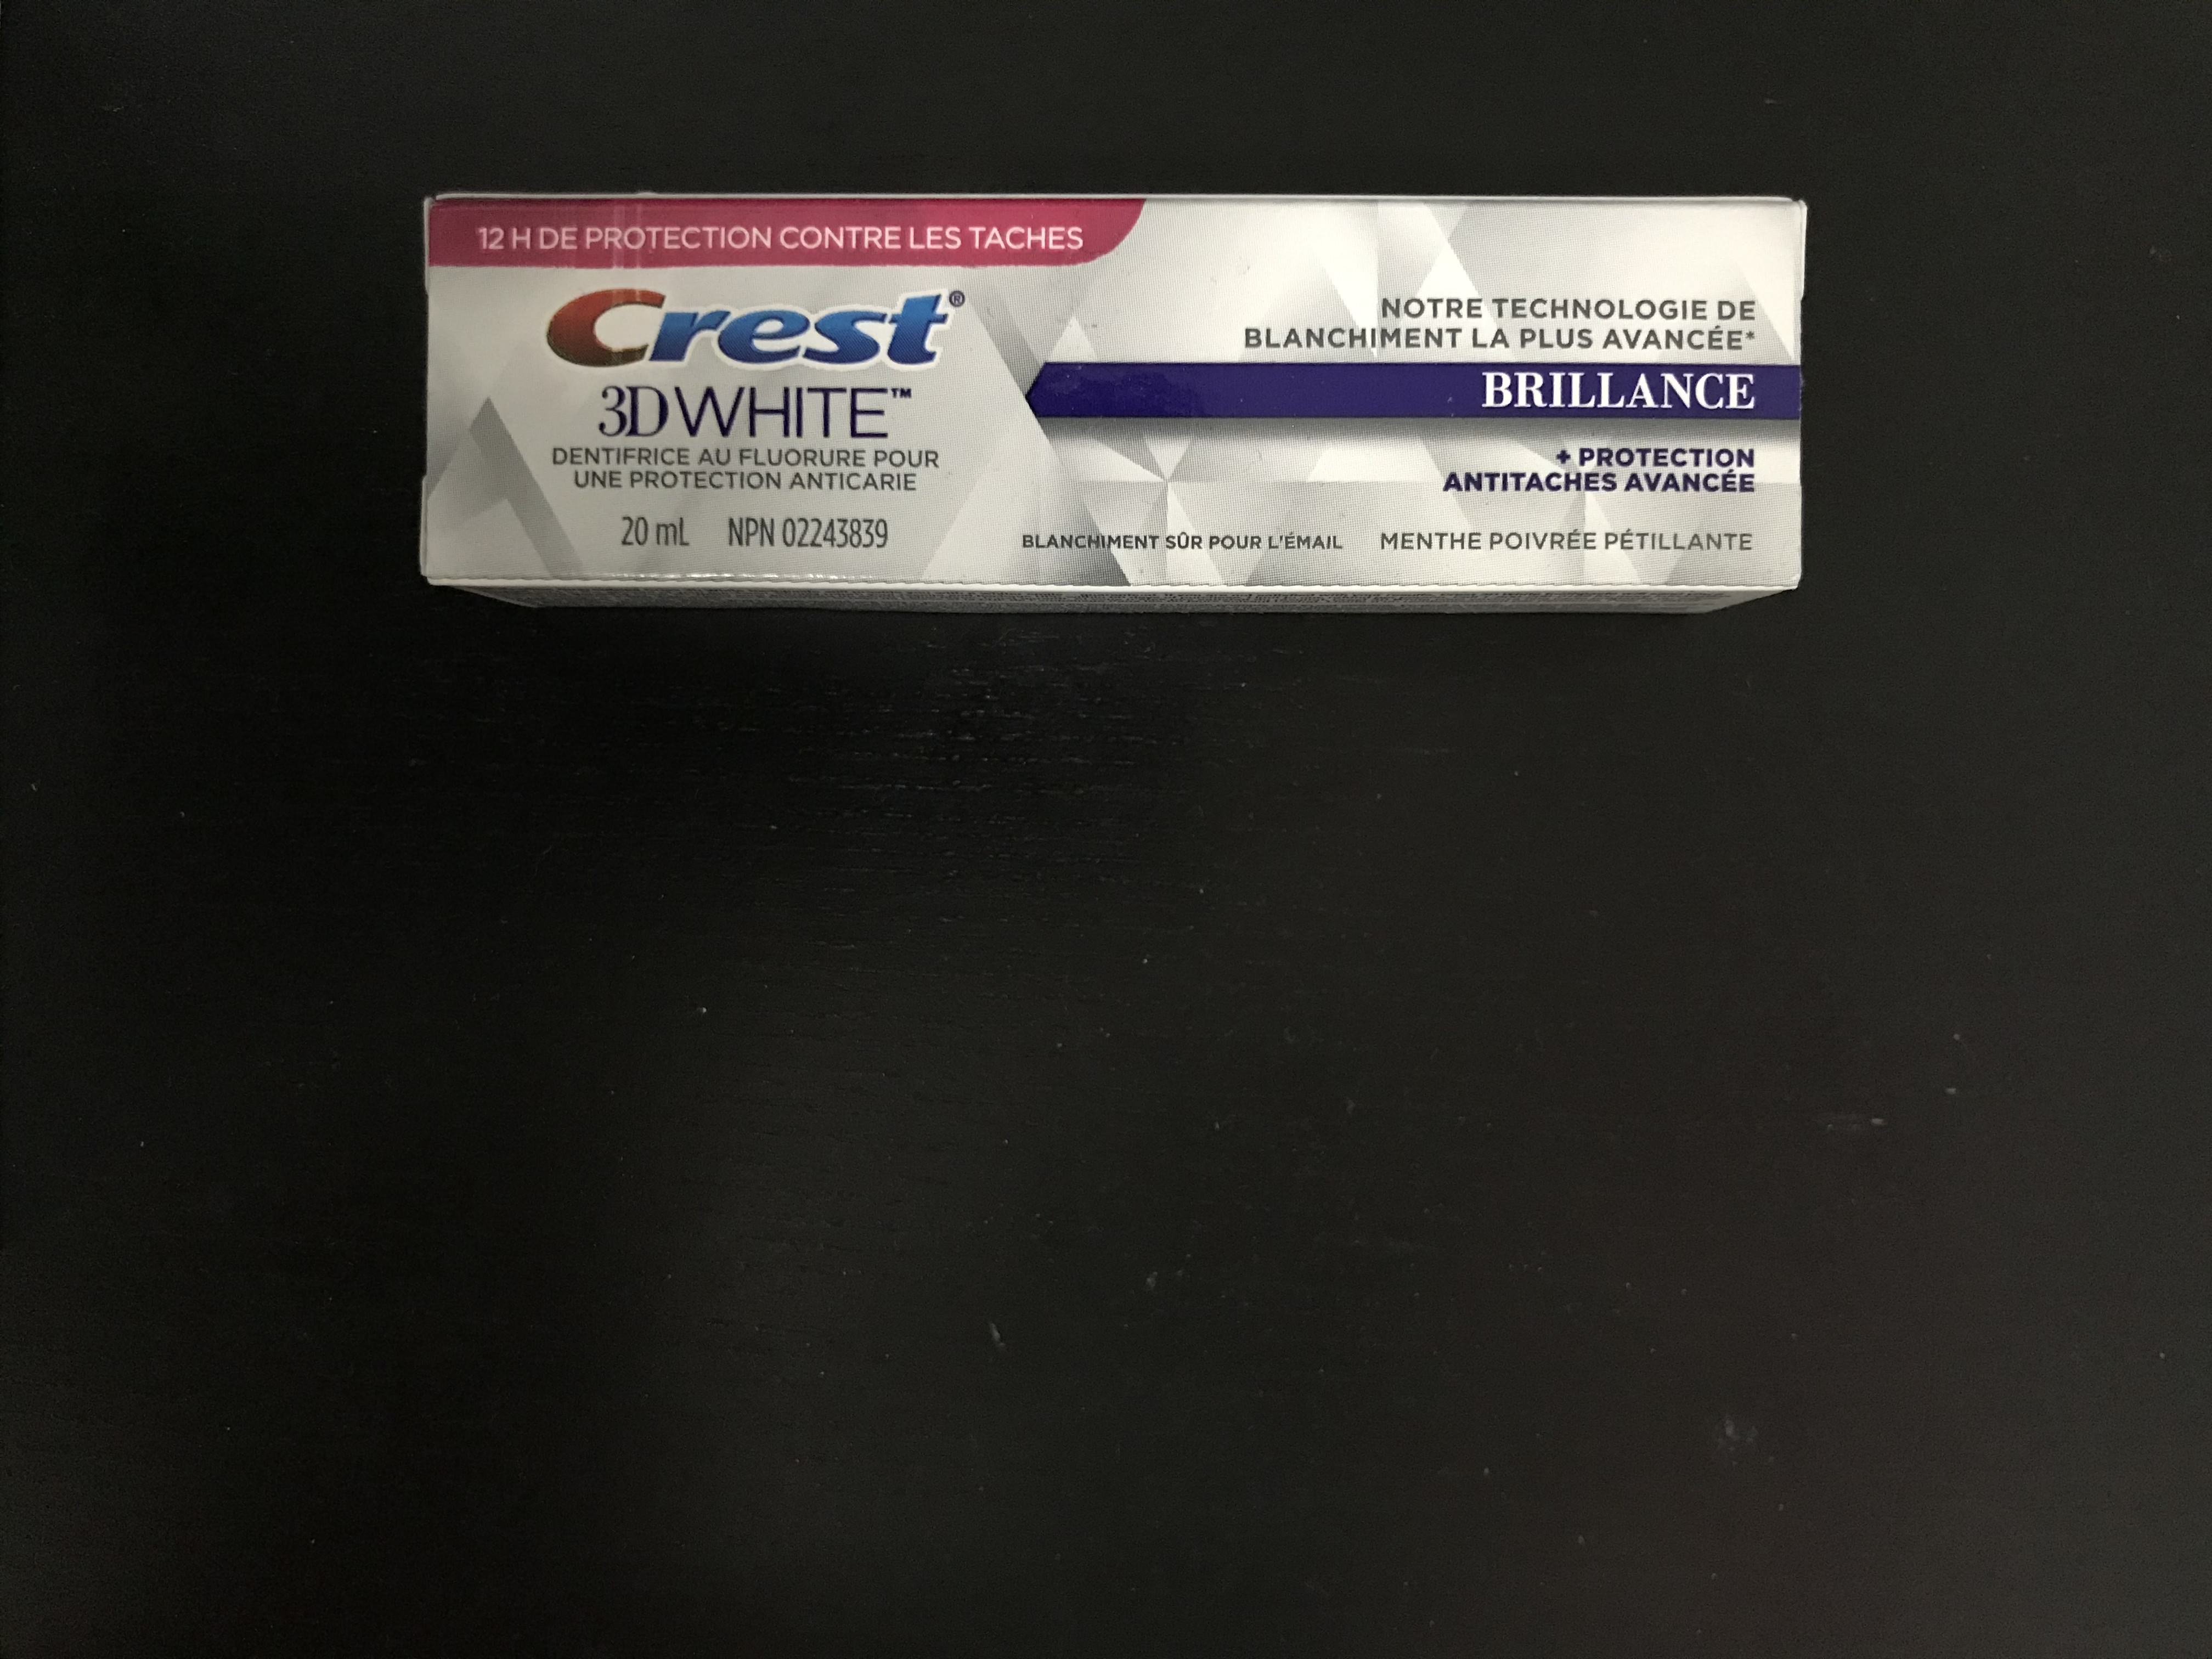 12 H DE PROTECTION CONTRE LES TACHES
Crest®
3D WHITE™
DENTIFRICE AU FLUORURE POUR
UNE PROTECTION ANTICARIE
20 mL NPN 02243839
NOTRE TECHNOLOGIE DE
BLANCHIMENT LA PLUS AVANCÉE*
BRILLANCE
+ PROTECTION
ANTITACHES AVANCÉE
BLANCHIMENT SÛR POUR L'ÉMAIL MENTHE POIVRÉE PÉTILLANTE